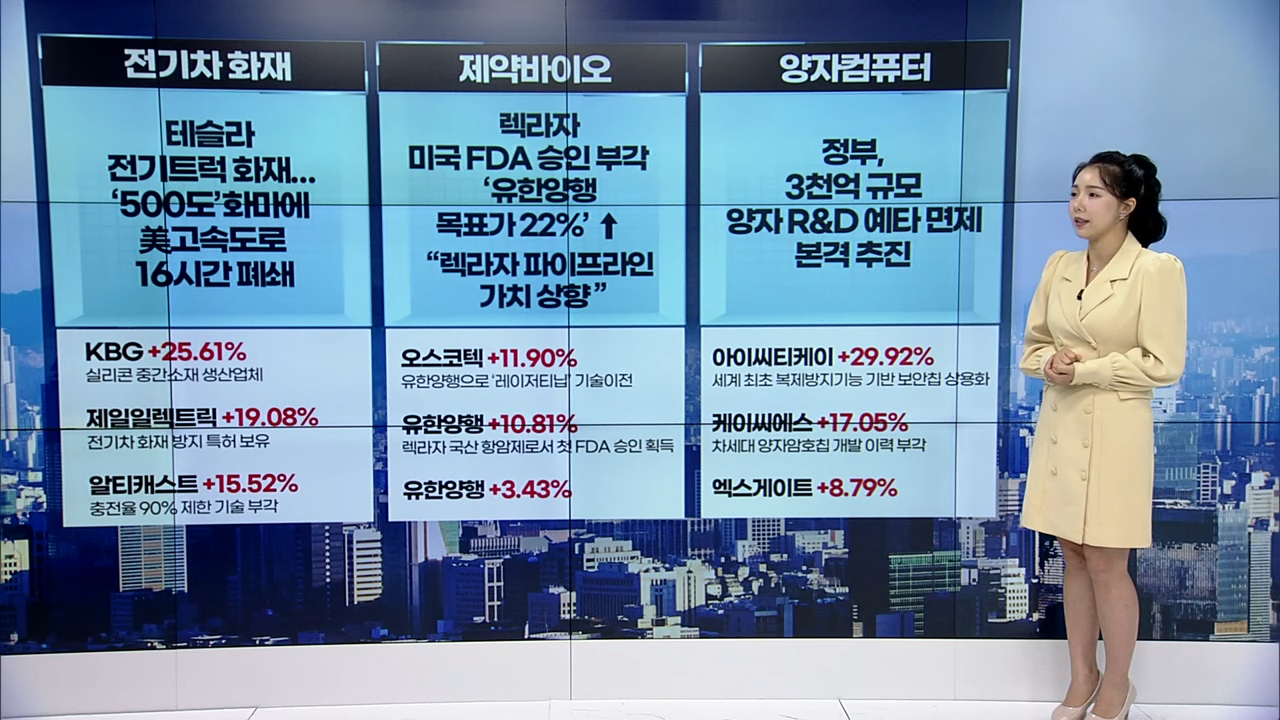 전기차 화재
테슬라
전기트럭 화재...
‘500도’화마에
美고속도로
16시간 폐쇄
KBG +25.61%
실리콘 중간소재 생산업체
제일일렉트릭 +19.08%
전기차 화재 방지 특허 보유
알티캐스트 +15.52%
충전율 90% 제한 기술 부각
제약바이오
렉라자
미국 FDA 승인 부각
‘유한양행
목표가 22%’ ↑
“렉라자 파이프라인
가치 상향”
오스코텍 +11.90%
유한양행으로 ‘레이저티닙’ 기술이전
유한양행 +10.81%
렉라자 국산 항암제로서 첫 FDA 승인 획득
유한양행 +3.43%
양자컴퓨터
정부,
3천억 규모
양자 R&D 예타 면제
본격 추진
아이씨티케이 +29.92%
세계 최초 복제방지기능 기반 보안칩 상용화
케이씨에스 +17.05%
차세대 양자암호칩 개발 이력 부각
엑스게이트 +8.79%